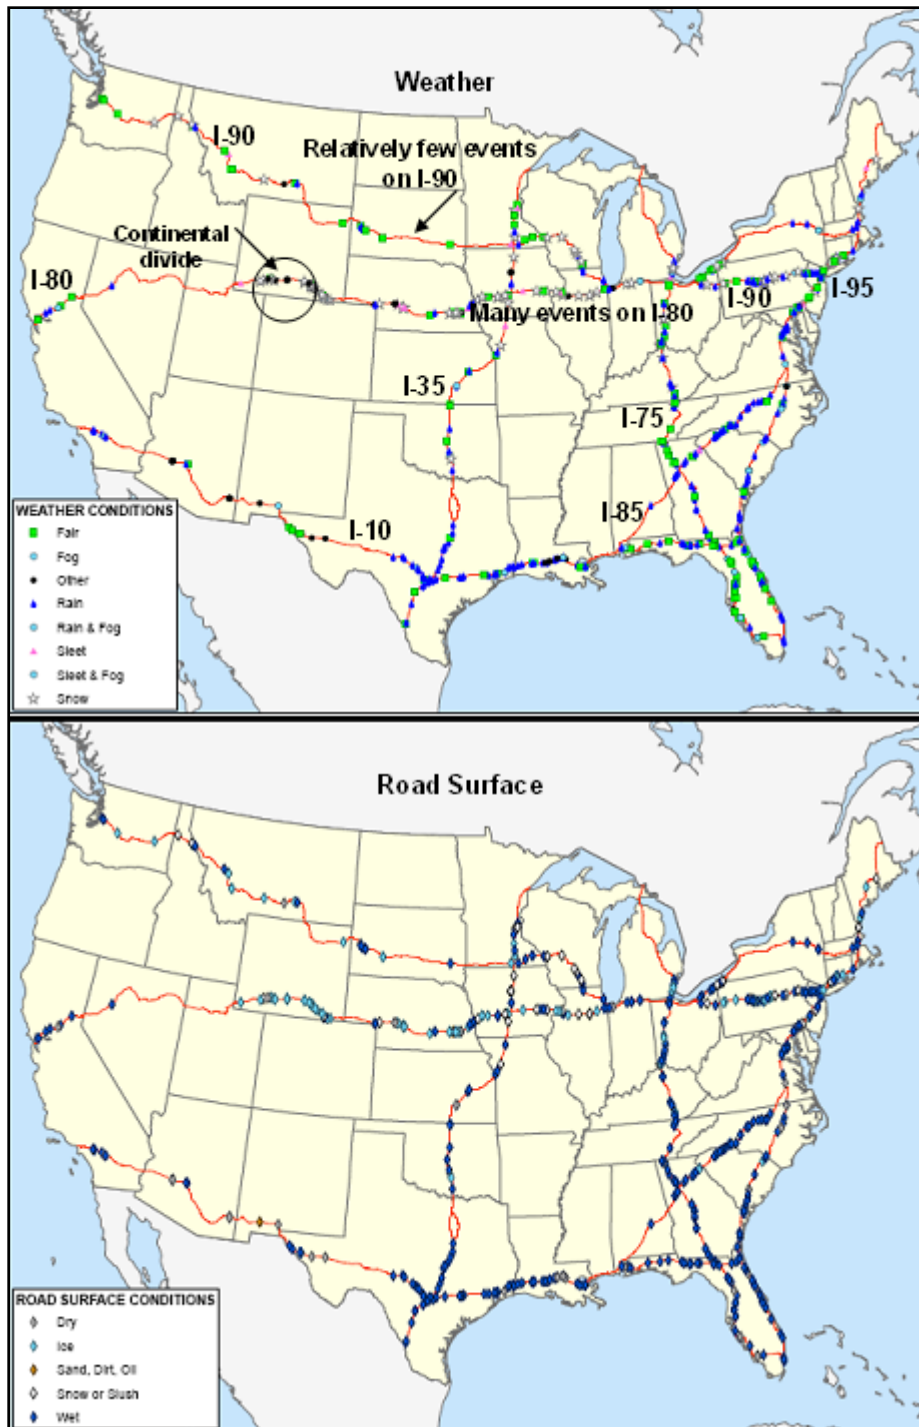 Weather
I-90
Relatively few events
on I-90
Continental
divide
I-80
I-90
I-95
Many events on I-80
I-35
I-75
I-85
I-10
WEATHER CONDITIONS
Fair
Fog
Other
Rain
Rain & Fog
Sleet
Sleet & Fog
Snow
Road Surface
ROAD SURFACE CONDITIONS
Dry
Ice
Sand, Dirt, Oil
Snow or Slush
Wet